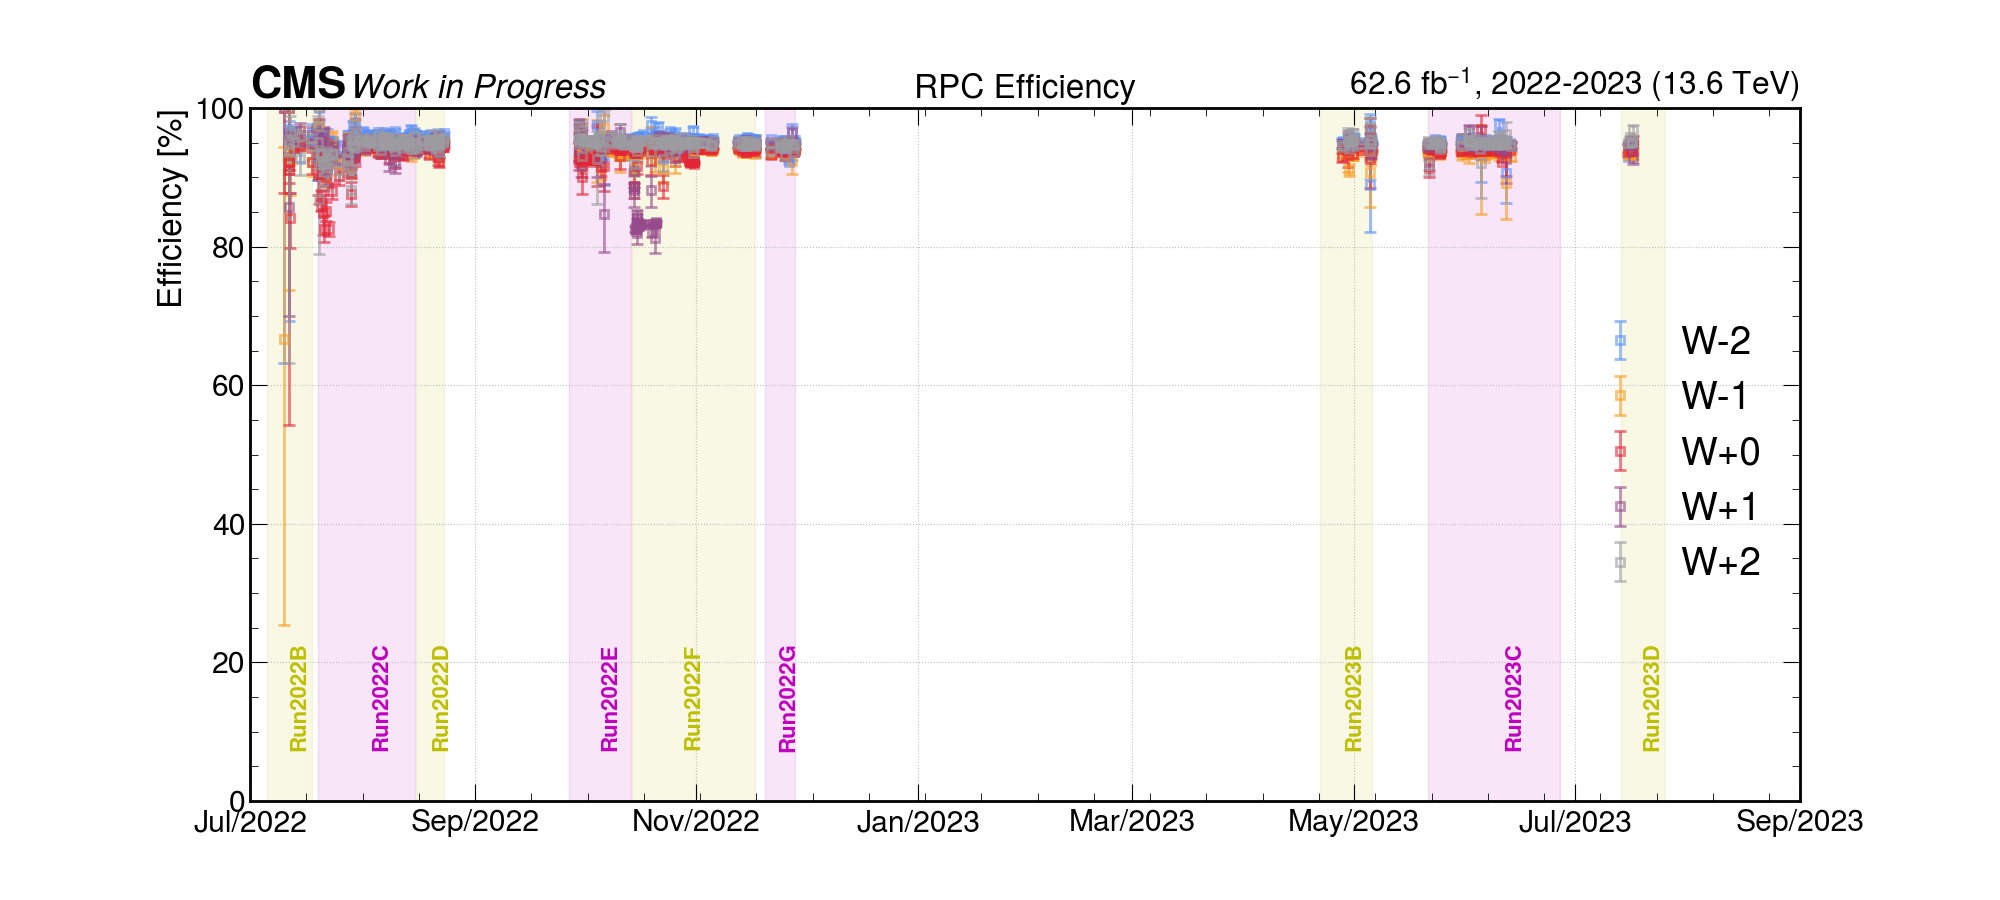 CMS Work in Progress RPC Efficiency 62.6 fb⁻¹, 2022-2023 (13.6 TeV)
Efficiency [%]
100
80
60
40
20
0
W-2
W-1
W+0
W+1
W+2
Run2022B
Run2022C
Run2022D
Run2022E
Run2022F
Run2022G
Run2023B
Run2023C
Run2023D
Jul/2022 Sep/2022 Nov/2022 Jan/2023 Mar/2023 May/2023 Jul/2023 Sep/2023